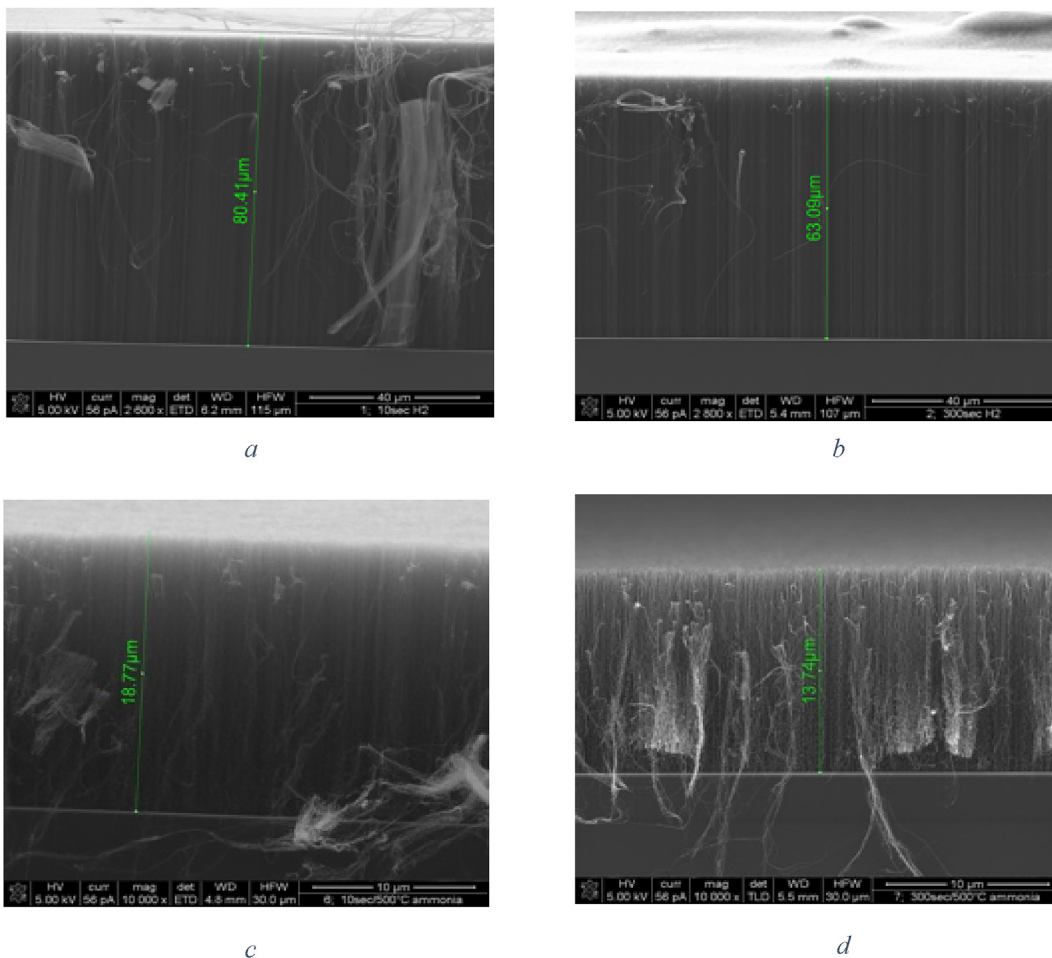 80.41µm
HV curr mag det WD HFW 40 µm
5.00 kV 56 pA 2 600 x ETD 6.2 mm 115 µm 1; 10sec H2
a
63.09µm
HV curr mag det WD HFW 40 µm
5.00 kV 56 pA 2 800 x ETD 5.4 mm 107 µm 2; 300sec H2
b
18.77µm
HV curr mag det WD HFW 10 µm
5.00 kV 56 pA 10 000 x ETD 4.8 mm 30.0 µm 6; 10sec/500°C ammonia
c
13.74µm
HV curr mag det WD HFW 10 µm
5.00 kV 56 pA 10 000 x TLD 5.5 mm 30.0 µm 7; 300sec/500°C ammonia
d